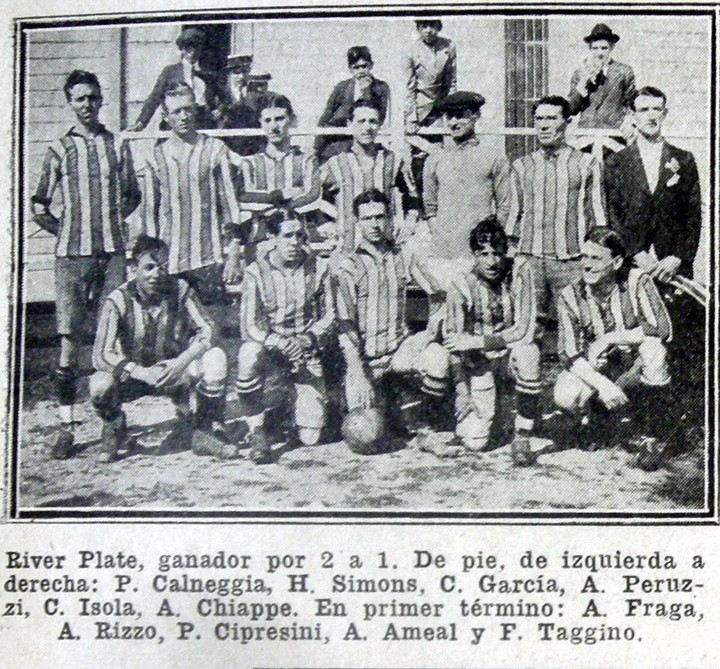 River Plate, ganador por 2 a 1. De pie, de izquierda a
derecha: P. Calneggia, H. Simons, C. García, A. Peruz-
zi, C. Isola, A. Chiappe. En primer término: A. Fraga,
A. Rizzo, P. Cipresini, A. Ameal y F. Taggino.